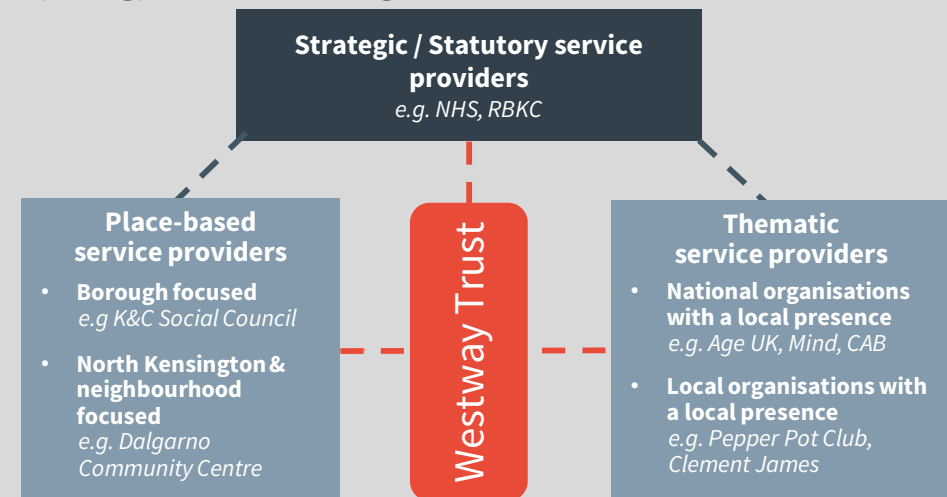 Strategic / Statutory service
providers
e.g. NHS, RBKC
Place-based
service providers
• Borough focused
e.g K&C Social Council
• North Kensington &
neighbourhood
focused
e.g. Dalgarno
Community Centre
Westway Trust
Thematic
service providers
• National organisations
with a local presence
e.g. Age UK, Mind, CAB
• Local organisations with
a local presence
e.g. Pepper Pot Club,
Clement James